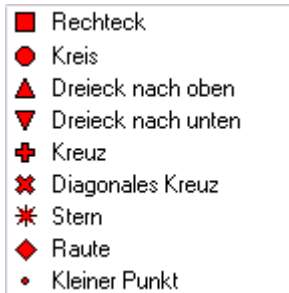 Rechteck
Kreis
Dreieck nach oben
Dreieck nach unten
Kreuz
Diagonales Kreuz
Stern
Raute
Kleiner Punkt